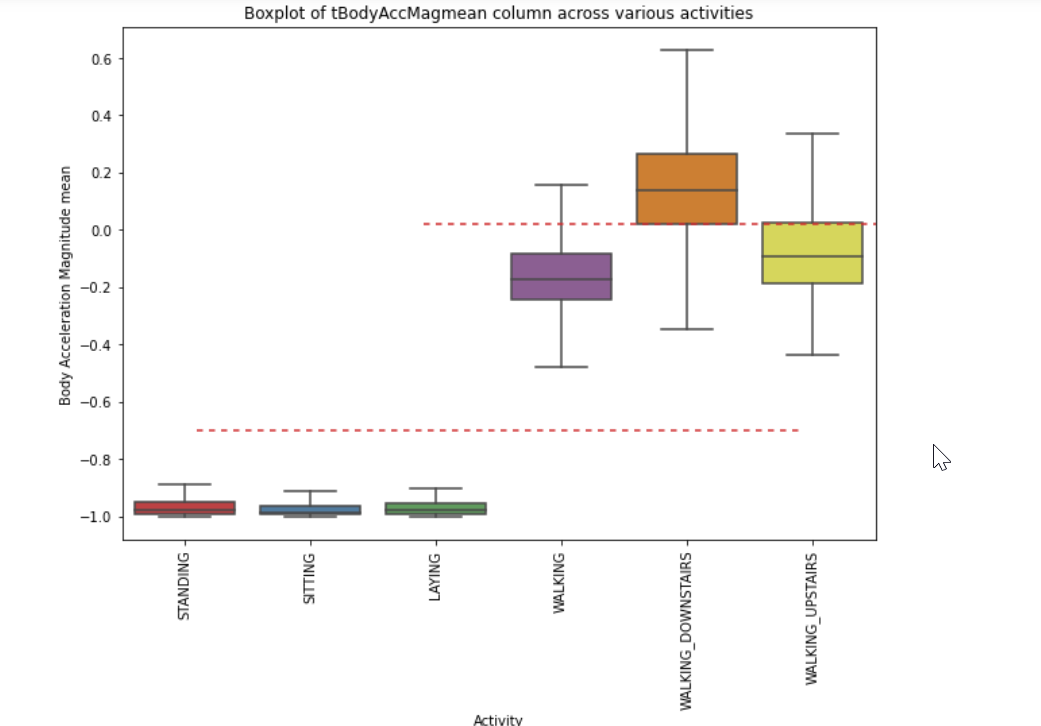 Boxplot of tBodyAccMagmean column across various activities
Body Acceleration Magnitude mean
0.6
0.4
0.2
0.0
−0.2
−0.4
−0.6
−0.8
−1.0
STANDING
SITTING
LAYING
WALKING
WALKING_DOWNSTAIRS
WALKING_UPSTAIRS
Activity